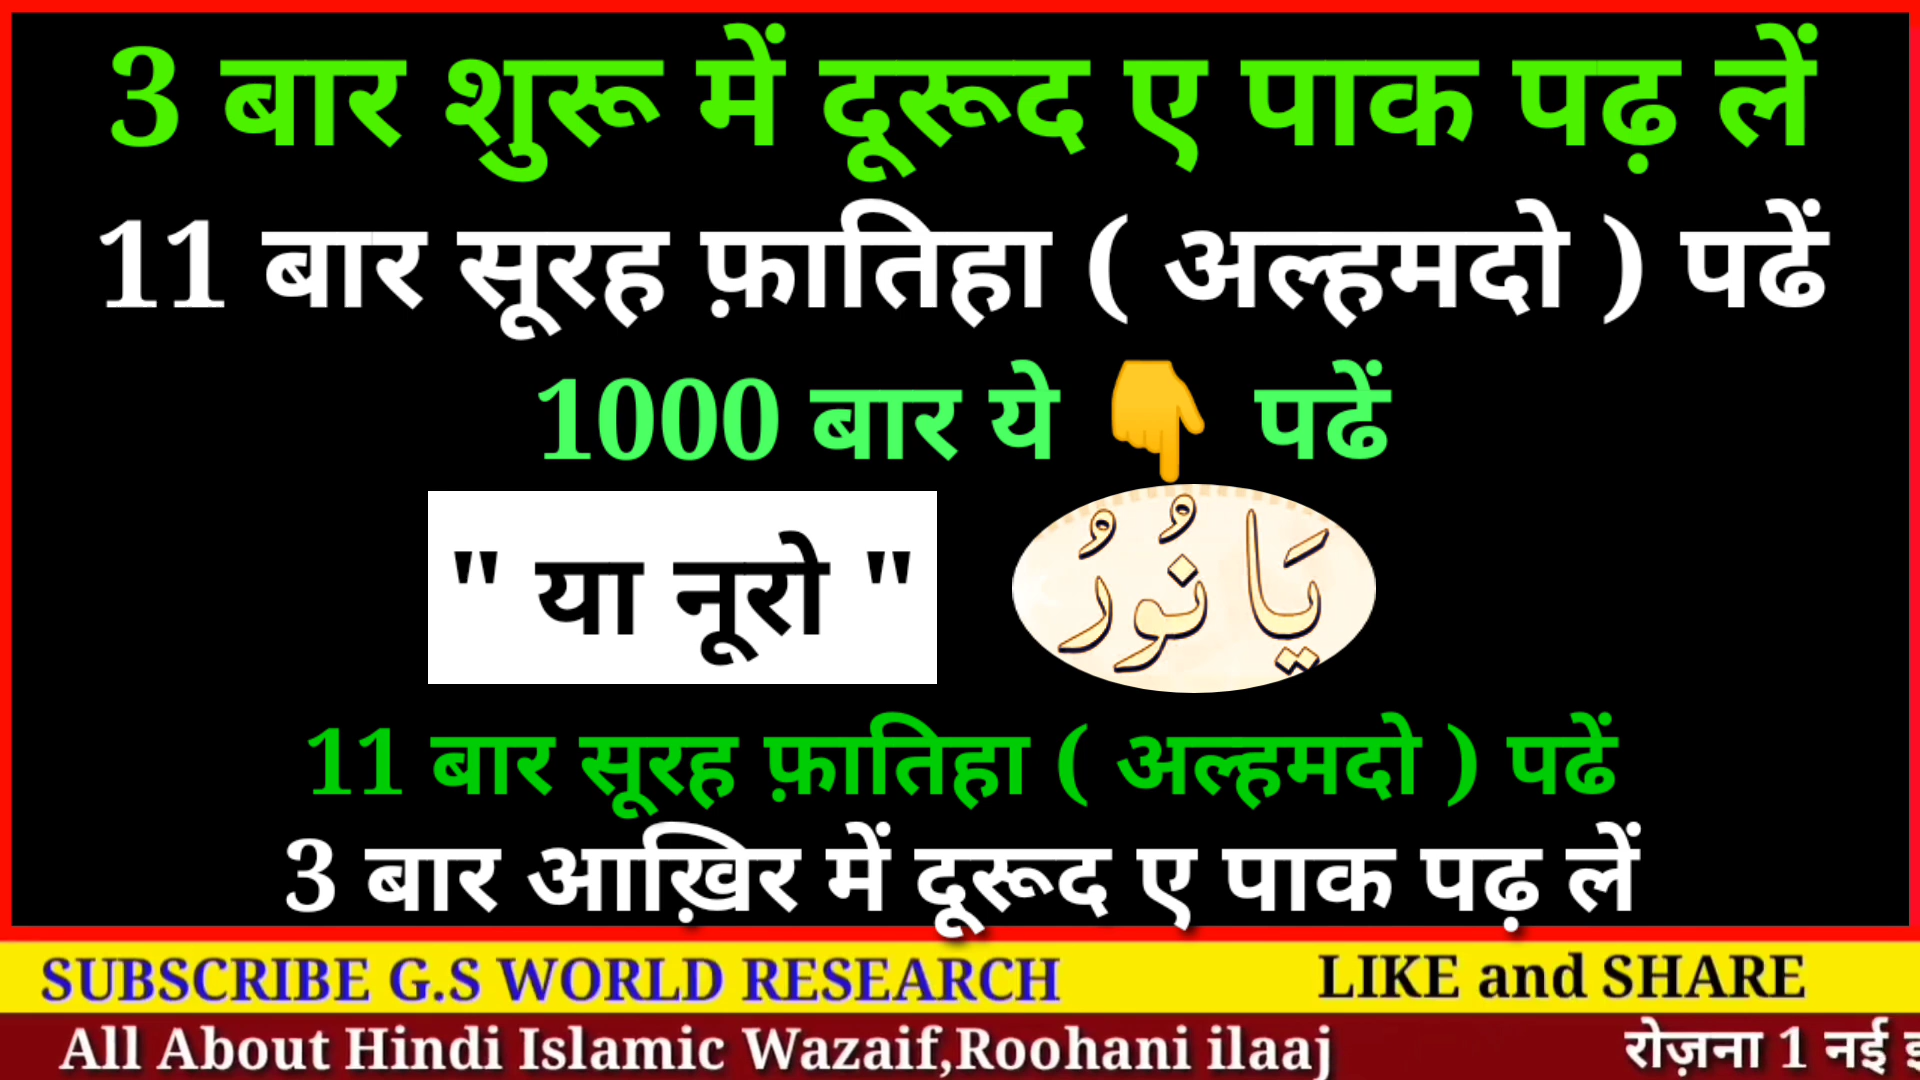 3 बार शुरू में दूरूद ए पाक पढ़ लें
11 बार सूरह फ़ातिहा ( अल्हमदो ) पढें
1000 बार ये 👇 पढें
" या नूरो " يَا نُورُ
11 बार सूरह फ़ातिहा ( अल्हमदो ) पढें
3 बार आख़िर में दूरूद ए पाक पढ़ लें
SUBSCRIBE G.S WORLD RESEARCH LIKE and SHARE
All About Hindi Islamic Wazaif,Roohani ilaaj रोज़ना 1 नई